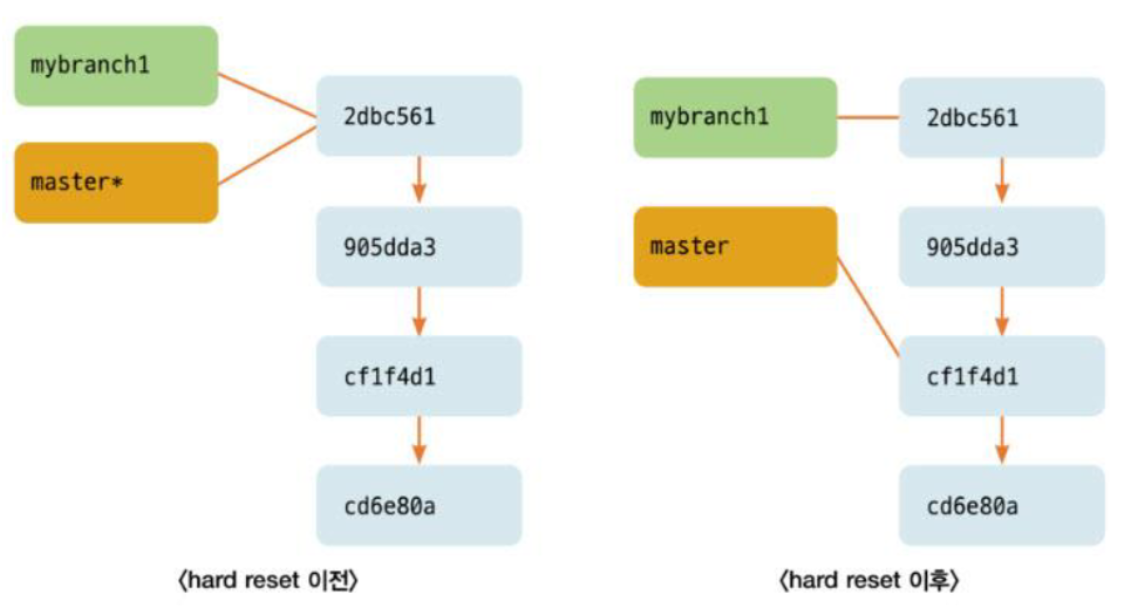 mybranch1
master*
2dbc561
905dda3
cf1f4d1
cd6e80a
〈hard reset 이전〉
mybranch1
master
2dbc561
905dda3
cf1f4d1
cd6e80a
〈hard reset 이후〉